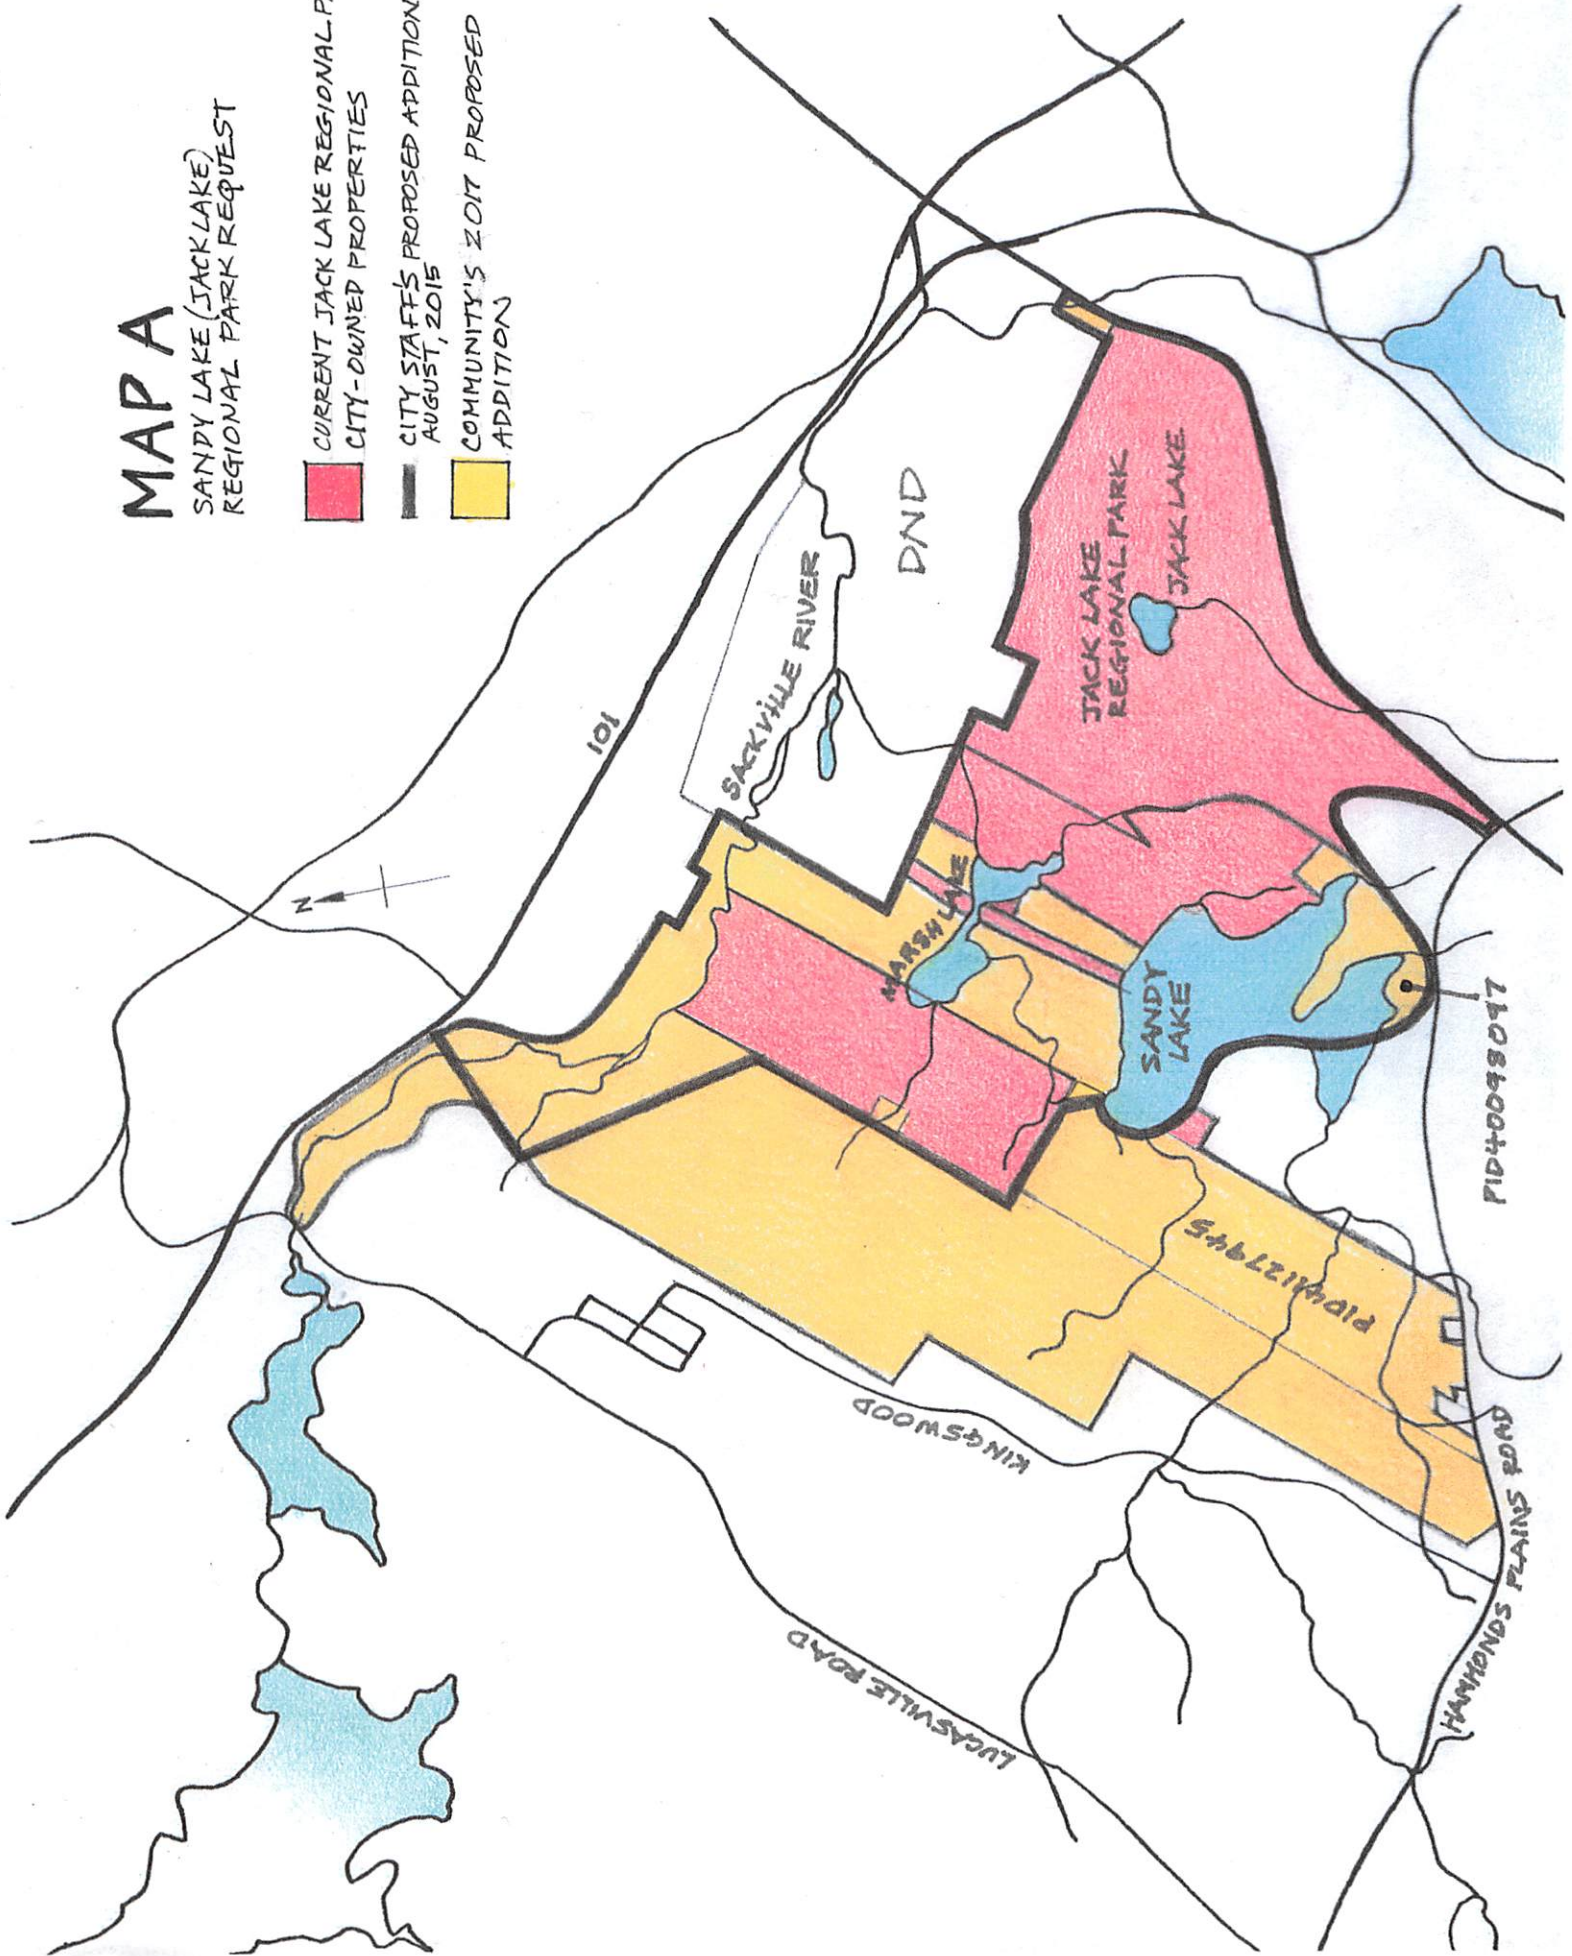 MAP A
SANDY LAKE (JACK LAKE)
REGIONAL PARK REQUEST
CURRENT JACK LAKE REGIONAL
CITY-OWNED PROPERTIES
CITY STAFF'S PROPOSED ADDITION
AUGUST, 2015
COMMUNITY'S 2017 PROPOSED
ADDITION
N
101
SACKVILLE RIVER
DND
JACK LAKE
REGIONAL PARK
JACK LAKE
MARSH LAKE
SANDY
LAKE
PID40098097
PID41127945
KINGSWOOD
LUCASVILLE ROAD
HAMMONDS PLAINS ROAD